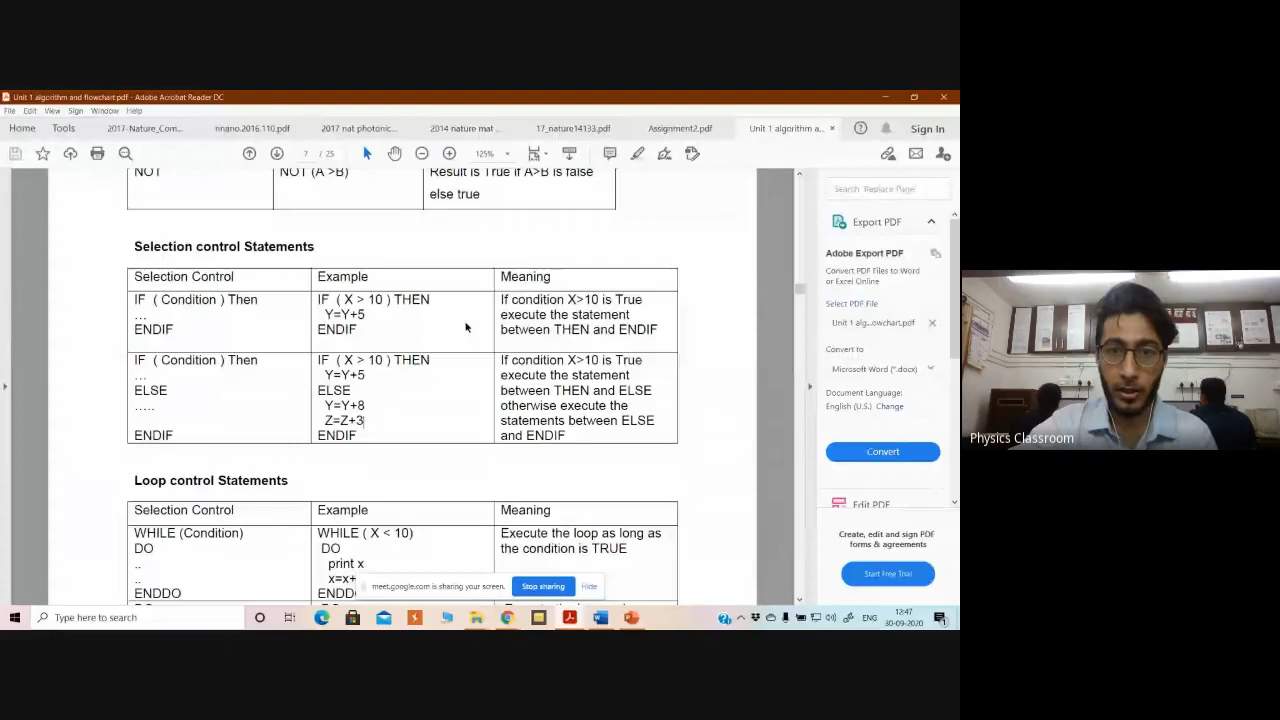 Unit 1 algorithm and flowchart.pdf - Adobe Acrobat Reader DC
File Edit View Sign Window Help
Home Tools 2017-Nature_Com... nnano.2016.110.pdf 2017 nat photonic... 2014 nature mat ... 17_nature14133.pdf Assignment2.pdf Unit 1 algorithm a... × Sign In
7 / 25 125%
NOT NOT (A >B) Result is True if A>B is false
else true
Selection control Statements
Selection Control Example Meaning
IF ( Condition ) Then IF ( X > 10 ) THEN If condition X>10 is True
... Y=Y+5 execute the statement
ENDIF ENDIF between THEN and ENDIF
IF ( Condition ) Then IF ( X > 10 ) THEN If condition X>10 is True
... Y=Y+5 execute the statement
ELSE ELSE between THEN and ELSE
..... Y=Y+8 otherwise execute the
Z=Z+3 statements between ELSE
ENDIF ENDIF and ENDIF
Loop control Statements
Selection Control Example Meaning
WHILE (Condition) WHILE ( X < 10) Execute the loop as long as
DO DO the condition is TRUE
.. print x
.. x=x+
ENDDO ENDD
meet.google.com is sharing your screen. Stop sharing Hide
Search 'Replace Page'
Export PDF
Adobe Export PDF
Convert PDF Files to Word
or Excel Online
Select PDF File
Unit 1 alg...owchart.pdf
Convert to
Microsoft Word (*.docx)
Document Language:
English (U.S.) Change
Convert
Edit PDF
Create, edit and sign PDF
forms & agreements
Start Free Trial
Type here to search
ENG
12:47
30-09-2020
Physics Classroom